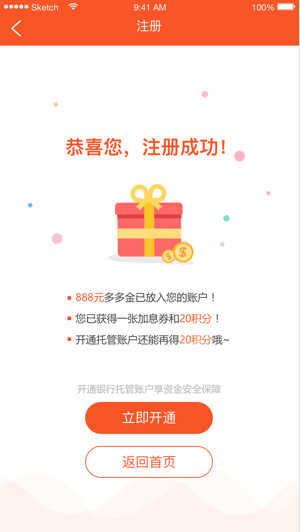 Sketch 9:41 AM 100%
注册
恭喜您，注册成功！
888元多多金已放入您的账户！
您已获得一张加息券和20积分！
开通托管账户还能再得20积分哦~
开通银行托管账户享资金安全保障
立即开通
返回首页